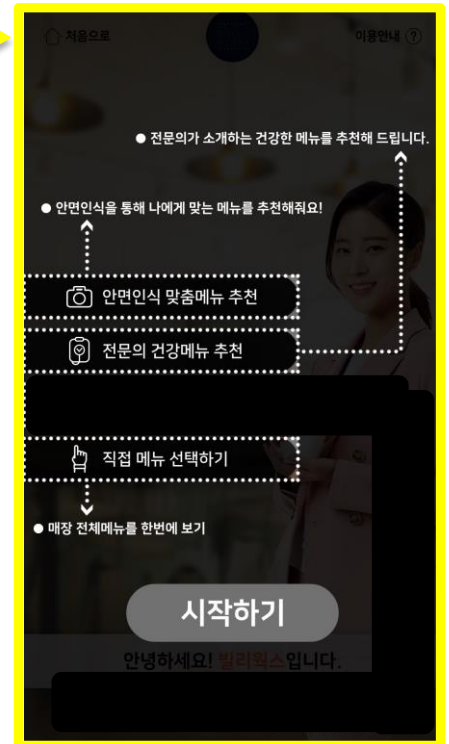 처음으로
이용안내 ?
● 전문의가 소개하는 건강한 메뉴를 추천해 드립니다.
● 안면인식을 통해 나에게 맞는 메뉴를 추천해줘요!
안면인식 맞춤메뉴 추천
전문의 건강메뉴 추천
직접 메뉴 선택하기
● 매장 전체메뉴를 한번에 보기
시작하기
안녕하세요! 빌리웍스입니다.